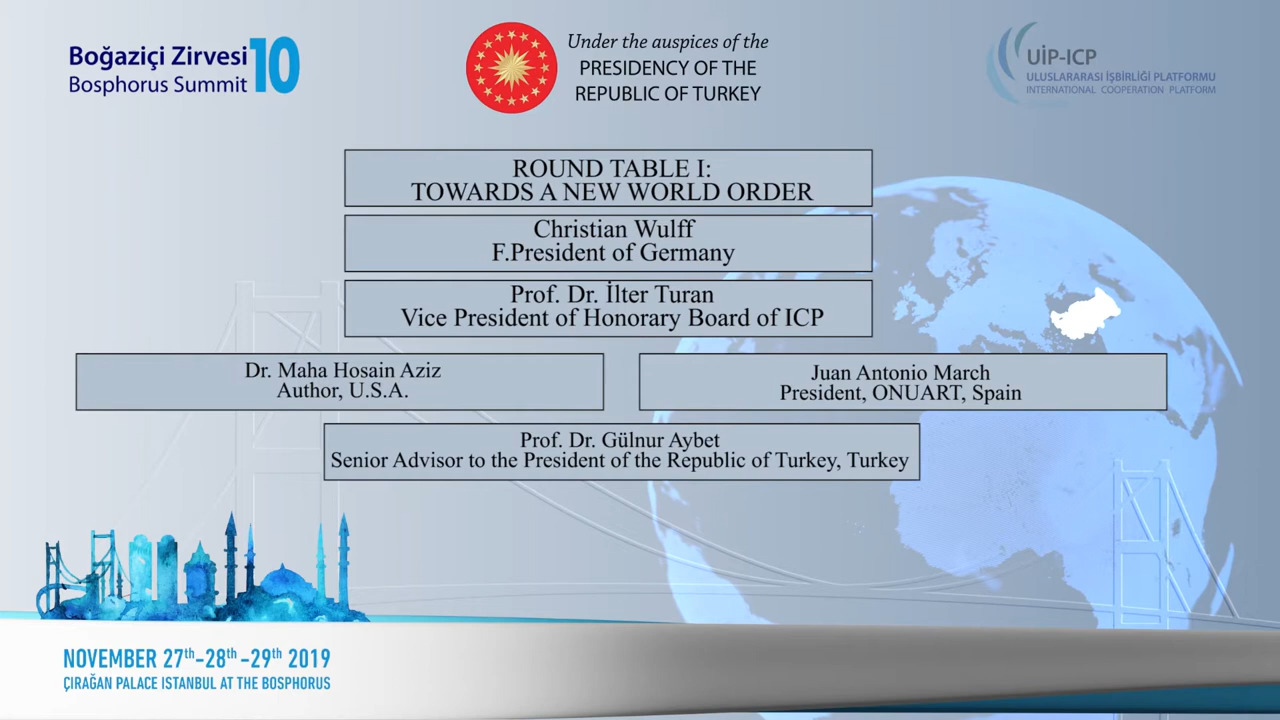 Boğaziçi Zirvesi
Bosphorus Summit
10
Under the auspices of the
PRESIDENCY OF THE
REPUBLIC OF TURKEY
UİP-ICP
ULUSLARARASI İŞBİRLİĞİ PLATFORMU
INTERNATIONAL COOPERATION PLATFORM
ROUND TABLE I:
TOWARDS A NEW WORLD ORDER
Christian Wulff
F.President of Germany
Prof. Dr. İlter Turan
Vice President of Honorary Board of ICP
Dr. Maha Hosain Aziz
Author, U.S.A.
Juan Antonio March
President, ONUART, Spain
Prof. Dr. Gülnur Aybet
Senior Advisor to the President of the Republic of Turkey, Turkey
NOVEMBER 27th-28th -29th 2019
ÇIRAĞAN PALACE ISTANBUL AT THE BOSPHORUS